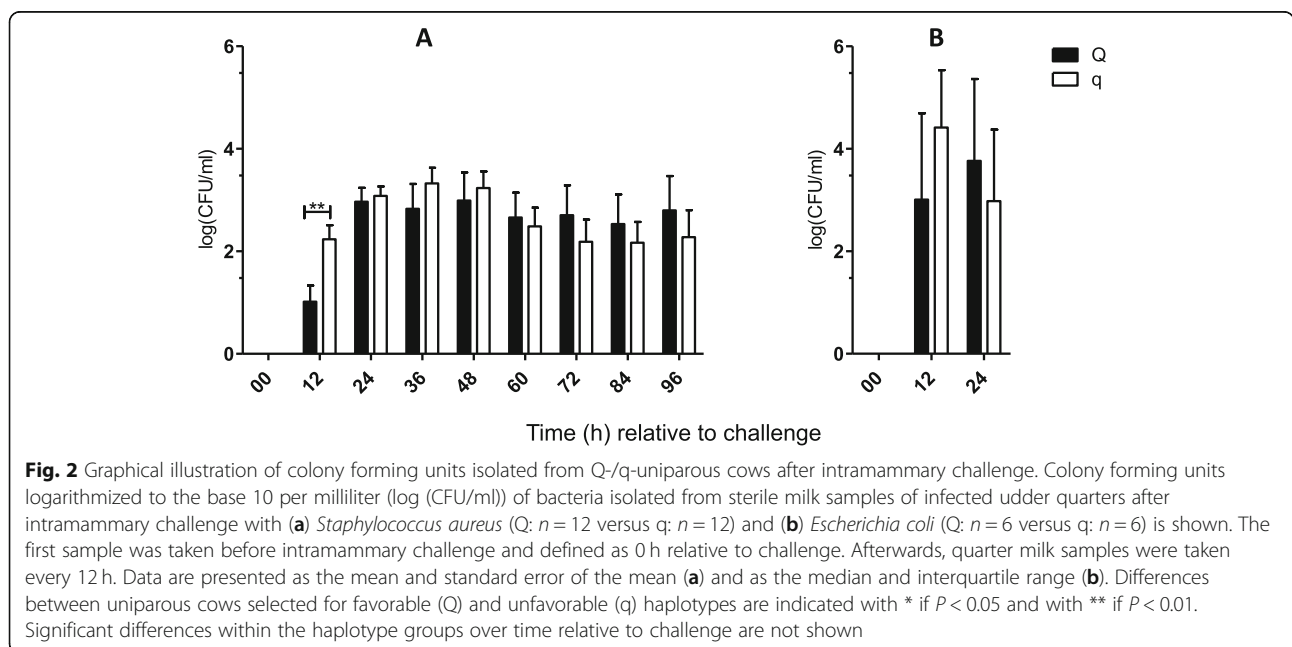 A
B
Q
q
6
4
2
0
log(CFU/ml)
**
00 12 24 36 48 60 72 84 96
6
4
2
0
log(CFU/ml)
00 12 24
Time (h) relative to challenge
Fig. 2 Graphical illustration of colony forming units isolated from Q-/q-uniparous cows after intramammary challenge. Colony forming units
logarithmized to the base 10 per milliliter (log (CFU/ml)) of bacteria isolated from sterile milk samples of infected udder quarters after
intramammary challenge with (a) Staphylococcus aureus (Q: n = 12 versus q: n = 12) and (b) Escherichia coli (Q: n = 6 versus q: n = 6) is shown. The
first sample was taken before intramammary challenge and defined as 0 h relative to challenge. Afterwards, quarter milk samples were taken
every 12 h. Data are presented as the mean and standard error of the mean (a) and as the median and interquartile range (b). Differences
between uniparous cows selected for favorable (Q) and unfavorable (q) haplotypes are indicated with * if P < 0.05 and with ** if P < 0.01.
Significant differences within the haplotype groups over time relative to challenge are not shown